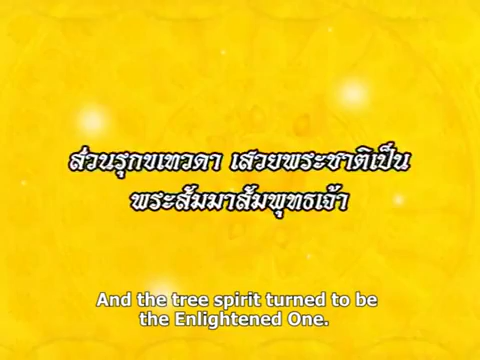 ส่วนรุกขเทวดา เสวยพระชาติเป็น
พระสัมมาสัมพุทธเจ้า
And the tree spirit turned to be
the Enlightened One.